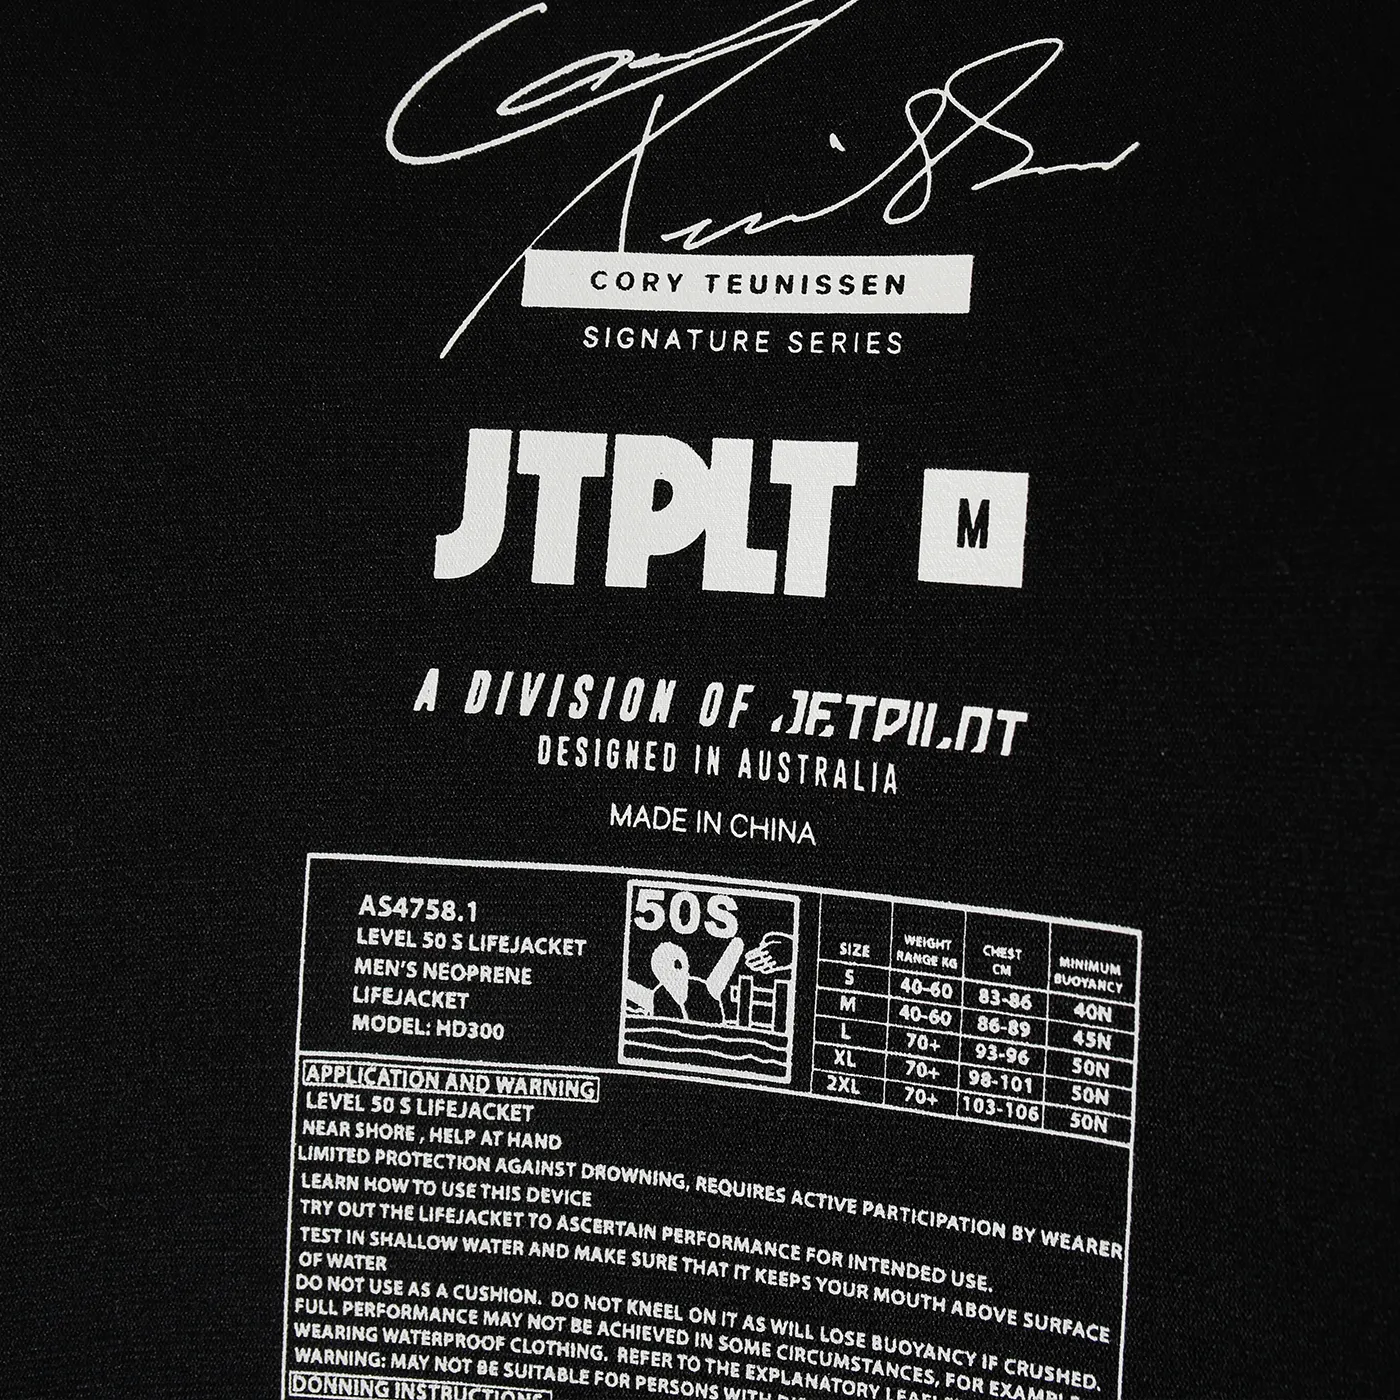 Cory Teunissen
CORY TEUNISSEN
SIGNATURE SERIES
JTPLT M
A DIVISION OF JETPILOT
DESIGNED IN AUSTRALIA
MADE IN CHINA
AS4758.1
LEVEL 50 S LIFEJACKET
MEN'S NEOPRENE
LIFEJACKET
MODEL: HD300
50S
SIZE WEIGHT RANGE KG CHEST CM MINIMUM BUOYANCY
S 40-60 83-86 40N
M 40-60 86-89 45N
L 70+ 93-96 50N
XL 70+ 98-101 50N
2XL 70+ 103-106 50N
APPLICATION AND WARNING
LEVEL 50 S LIFEJACKET
NEAR SHORE , HELP AT HAND
LIMITED PROTECTION AGAINST DROWNING, REQUIRES ACTIVE PARTICIPATION BY WEARER
LEARN HOW TO USE THIS DEVICE
TRY OUT THE LIFEJACKET TO ASCERTAIN PERFORMANCE FOR INTENDED USE.
TEST IN SHALLOW WATER AND MAKE SURE THAT IT KEEPS YOUR MOUTH ABOVE SURFACE
OF WATER
DO NOT USE AS A CUSHION. DO NOT KNEEL ON IT AS WILL LOSE BUOYANCY IF CRUSHED.
FULL PERFORMANCE MAY NOT BE ACHIEVED IN SOME CIRCUMSTANCES, FOR EXAMPLE
WEARING WATERPROOF CLOTHING. REFER TO THE EXPLANATORY
WARNING: MAY NOT BE SUITABLE FOR PERSONS WITH
DONNING INSTRUCTIONS